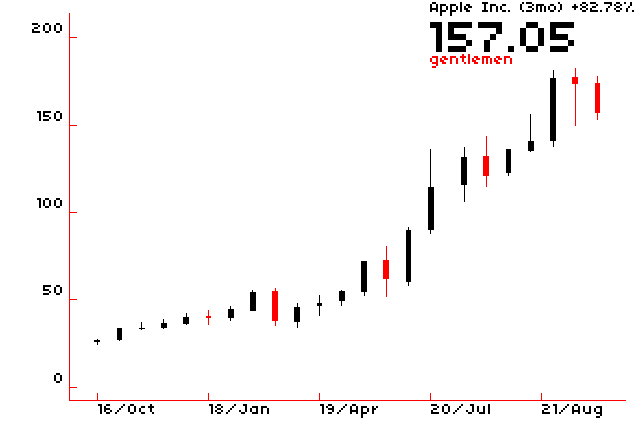 Apple Inc. (3mo) +82.78%
157.05
gentlemen
200
150
100
50
0
16/Oct 18/Jan 19/Apr 20/Jul 21/Aug